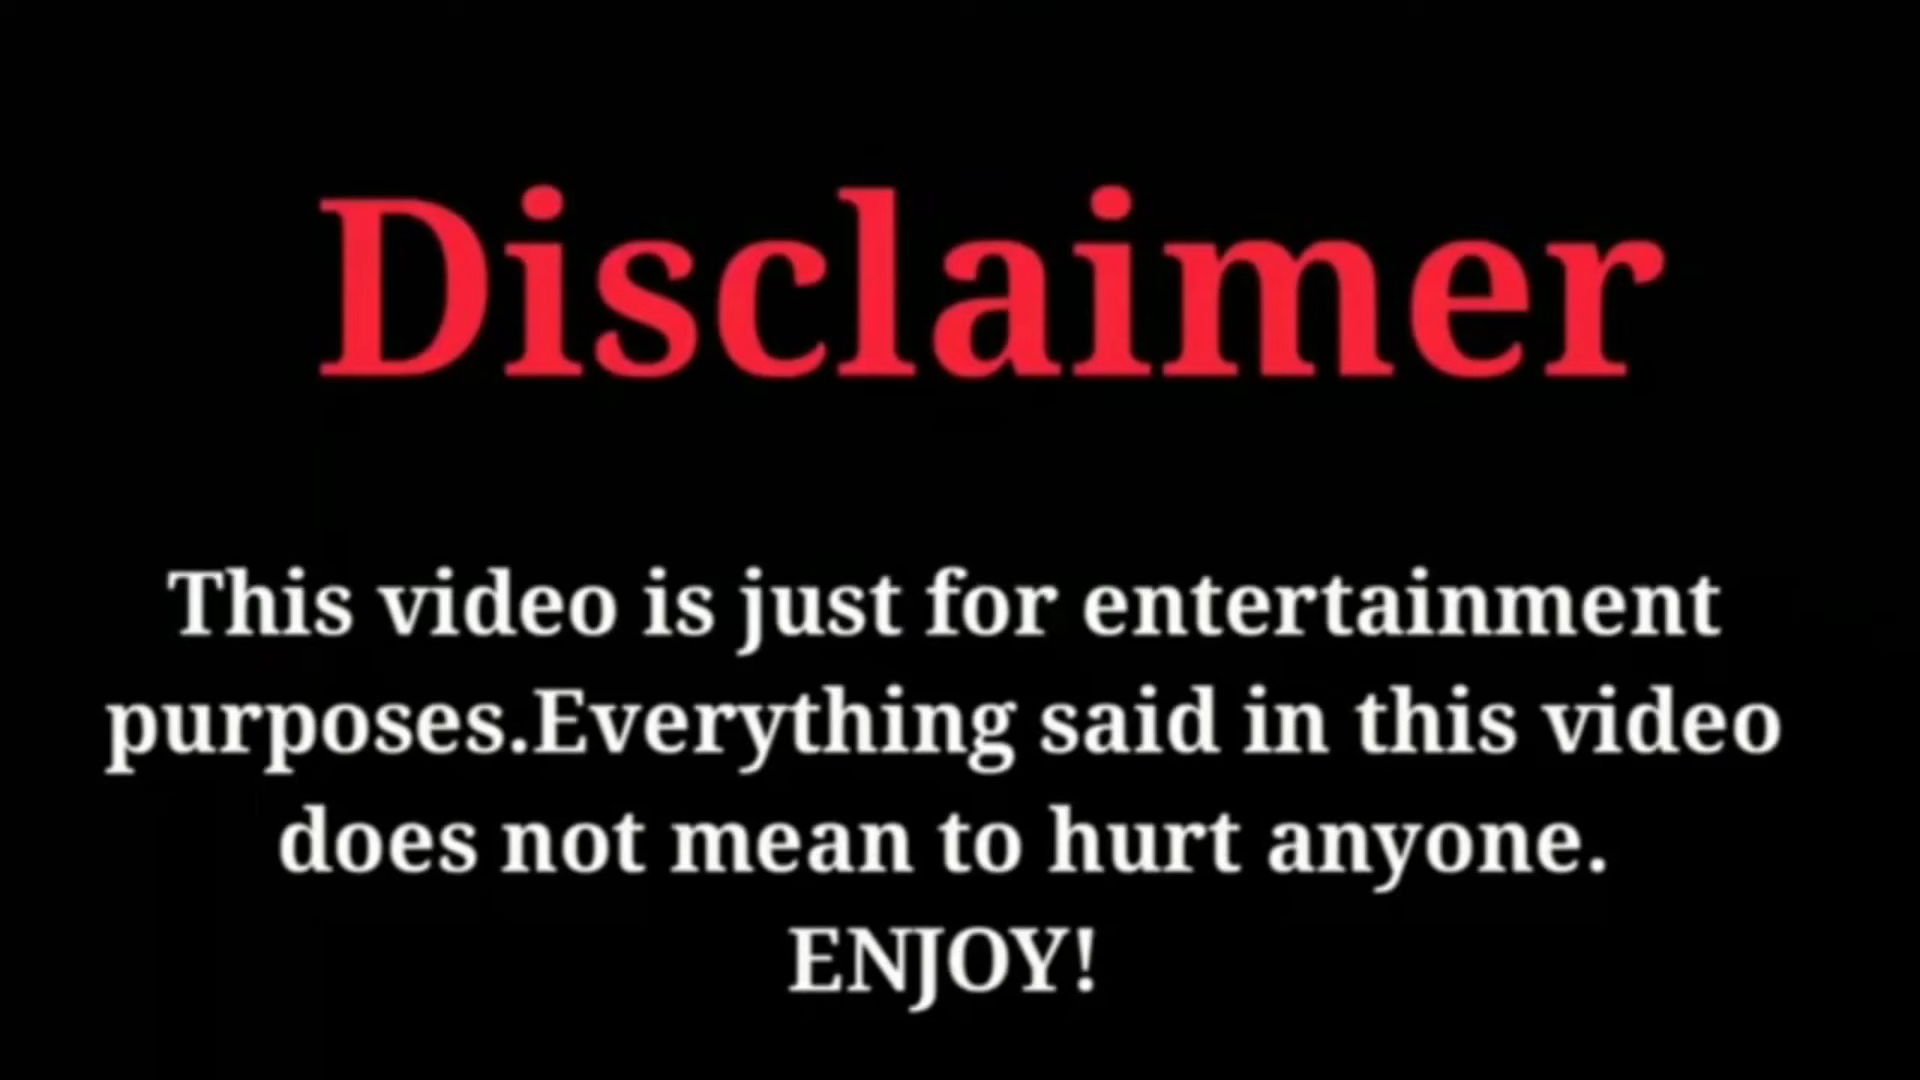 Disclaimer
This video is just for entertainment
purposes.Everything said in this video
does not mean to hurt anyone.
ENJOY!